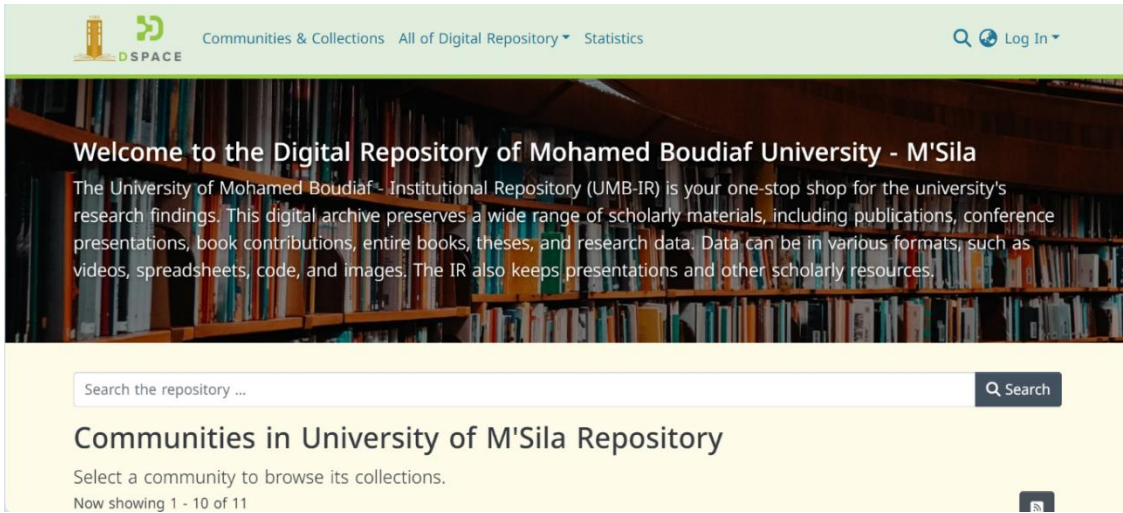 DSPACE
Communities & Collections All of Digital Repository Statistics Log In
Welcome to the Digital Repository of Mohamed Boudiaf University - M'Sila
The University of Mohamed Boudiaf - Institutional Repository (UMB-IR) is your one-stop shop for the university's
research findings. This digital archive preserves a wide range of scholarly materials, including publications, conference
presentations, book contributions, entire books, theses, and research data. Data can be in various formats, such as
videos, spreadsheets, code, and images. The IR also keeps presentations and other scholarly resources.
Search the repository ...
Search
Communities in University of M'Sila Repository
Select a community to browse its collections.
Now showing 1 - 10 of 11